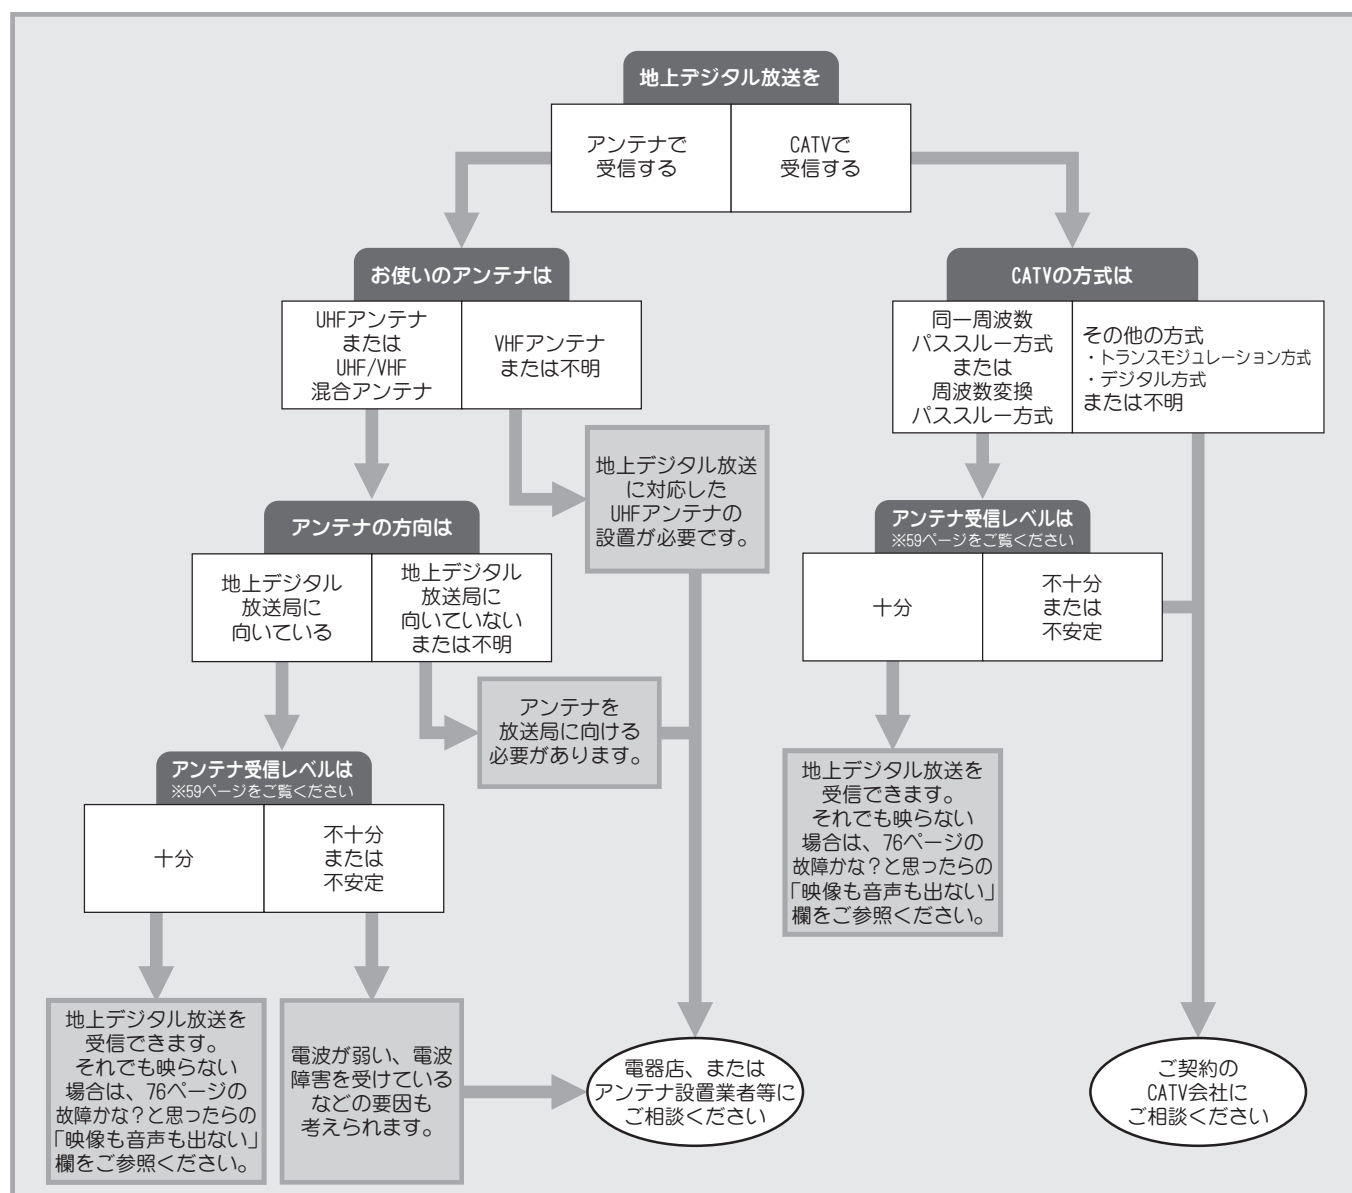 地上デジタル放送を
アンテナで
受信する
CATVで
受信する
お使いのアンテナは
UHFアンテナ
または
UHF/VHF
混合アンテナ
VHFアンテナ
または不明
CATVの方式は
同一周波数
パススルー方式
または
周波数変換
パススルー方式
その他の方式
・トランスモジュレーション方式
・デジタル方式
または不明
地上デジタル放送
に対応した
UHFアンテナの
設置が必要です。
アンテナの方向は
地上デジタル
放送局に
向いている
地上デジタル
放送局に
向いていない
または不明
アンテナ受信レベルは
※59ページをご覧ください
十分
不十分
または
不安定
アンテナを
放送局に向ける
必要があります。
アンテナ受信レベルは
※59ページをご覧ください
十分
不十分
または
不安定
地上デジタル放送を
受信できます。
それでも映らない
場合は、76ページの
故障かな？と思ったらの
「映像も音声も出ない」
欄をご参照ください。
地上デジタル放送を
受信できます。
それでも映らない
場合は、76ページの
故障かな？と思ったらの
「映像も音声も出ない」
欄をご参照ください。
電波が弱い、電波
障害を受けている
などの要因も
考えられます。
電器店、または
アンテナ設置業者等に
ご相談ください
ご契約の
CATV会社に
ご相談ください